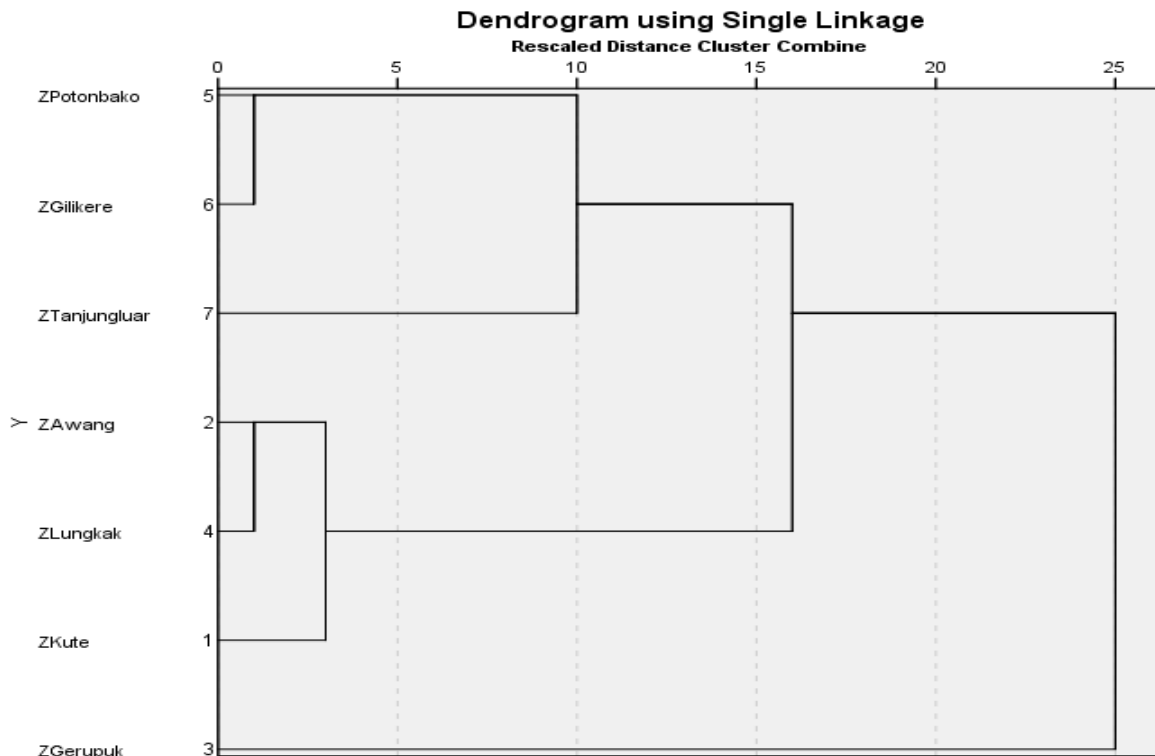 Dendrogram using Single Linkage
Rescaled Distance Cluster Combine
0 5 10 15 20 25
ZPotonbako 5
ZGilikere 6
ZTanjungluar 7
Y ZAwang 2
ZLungkak 4
ZKute 1
ZGerupuk 3